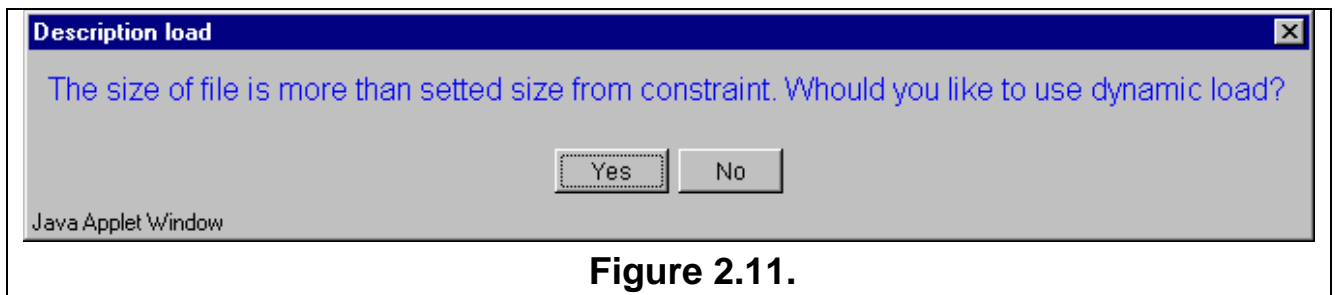 Description load
The size of file is more than setted size from constraint. Whould you like to use dynamic load?
Yes No
Java Applet Window
Figure 2.11.